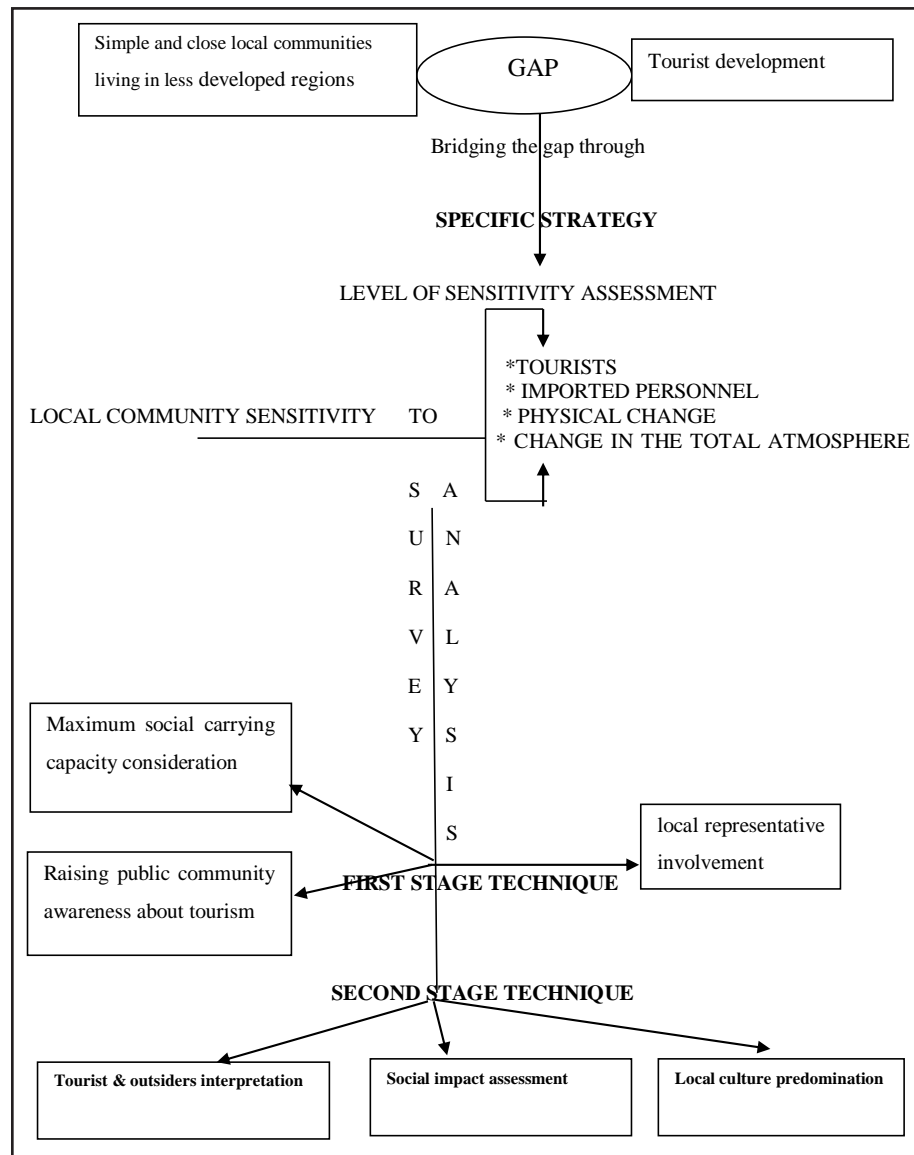 Simple and close local communities
living in less developed regions
GAP
Tourist development
Bridging the gap through
SPECIFIC STRATEGY
LEVEL OF SENSITIVITY ASSESSMENT
*TOURISTS
* IMPORTED PERSONNEL
LOCAL COMMUNITY SENSITIVITY TO
* PHYSICAL CHANGE
* CHANGE IN THE TOTAL ATMOSPHERE
SURVEY
ANALYSIS
Maximum social carrying
capacity consideration
local representative
involvement
Raising public community
awareness about tourism
FIRST STAGE TECHNIQUE
SECOND STAGE TECHNIQUE
Tourist & outsiders interpretation
Social impact assessment
Local culture predomination